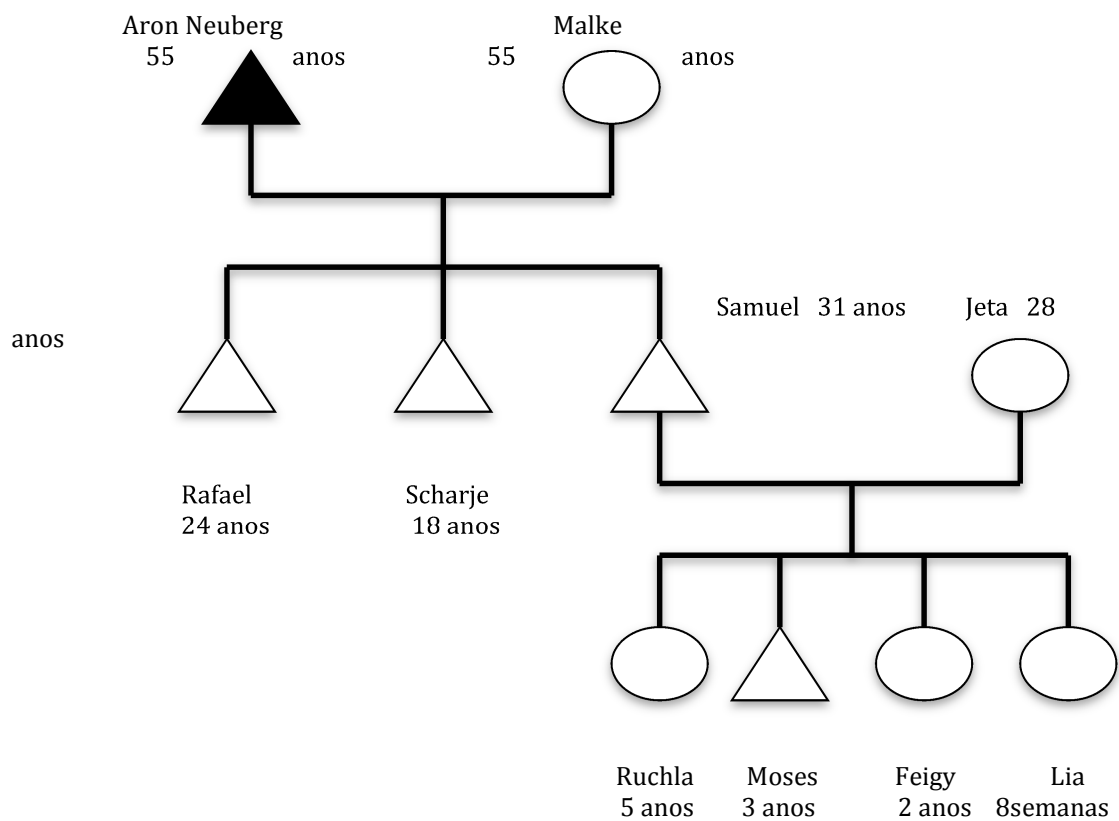 Aron Neuberg Malke
55 anos 55 anos
Samuel 31 anos Jeta 28
anos
Rafael Scharje
24 anos 18 anos
Ruchla Moses Feigy Lia
5 anos 3 anos 2 anos 8semanas